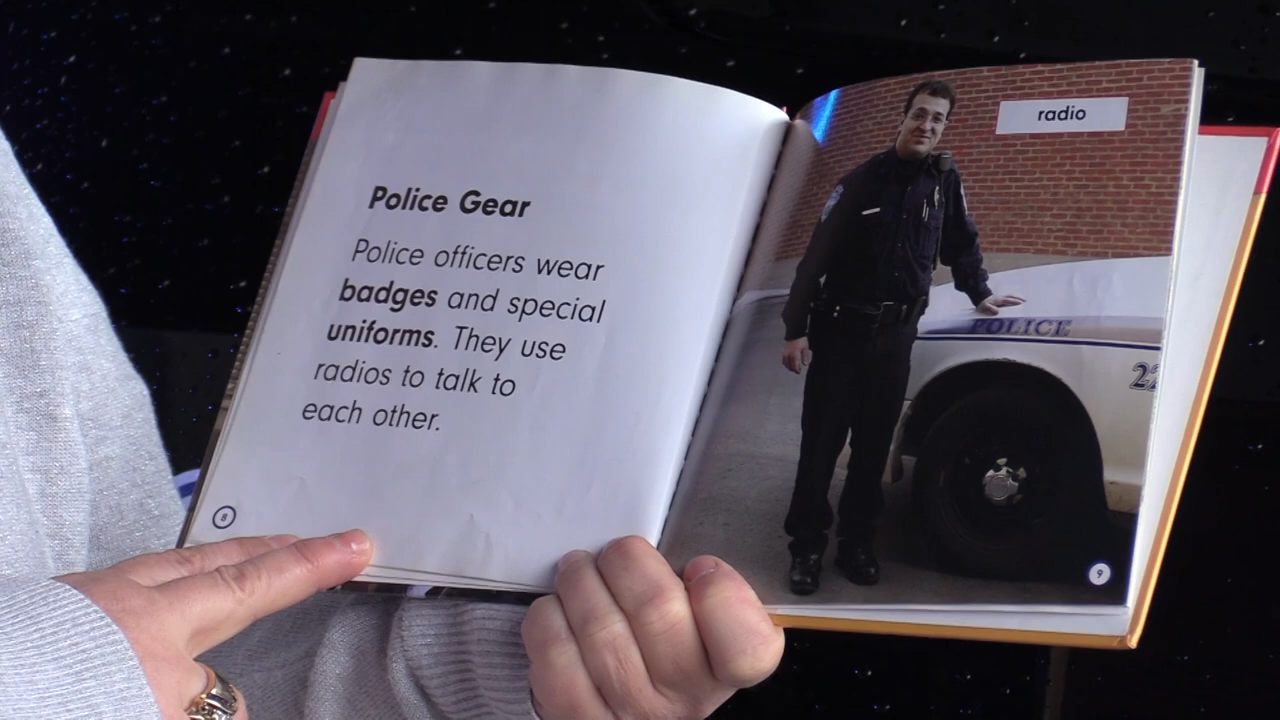 Police Gear
Police officers wear
badges and special
uniforms. They use
radios to talk to
each other.
8
radio
POLICE
22
9